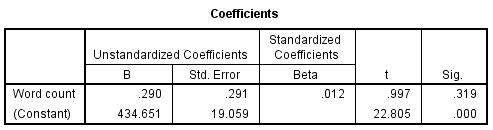 Coefficients
Unstandardized Coefficients Standardized Coefficients
B Std. Error Beta t Sig.
Word count .290 .291 .012 .997 .319
(Constant) 434.651 19.059 22.805 .000